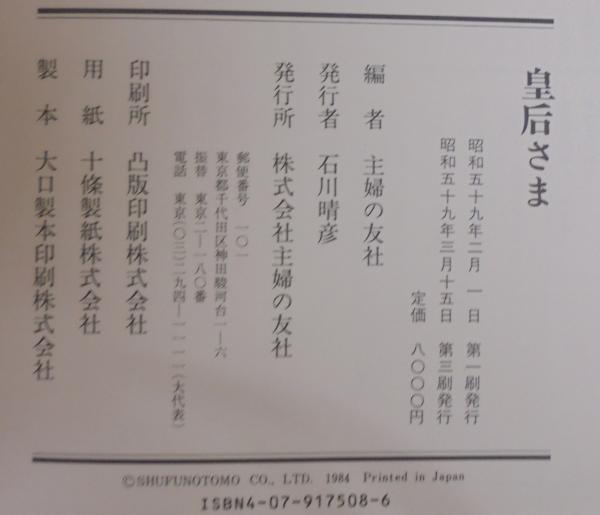 皇后さま
昭和五十九年二月 一日 第一刷発行
昭和五十九年三月十五日 第三刷発行
定価 八〇〇〇円
編者 主婦の友社
発行者 石川晴彦
発行所 株式会社主婦の友社
郵便番号 一〇一
東京都千代田区神田駿河台一―六
振替 東京二―一八〇番
電話 東京(〇三)二九四―一一一一(大代表)
印刷所 凸版印刷株式会社
用紙 十條製紙株式会社
製本 大口製本印刷株式会社
©SHUFUNOTOMO CO., LTD. 1984 Printed in Japan
ISBN4-07-917508-6